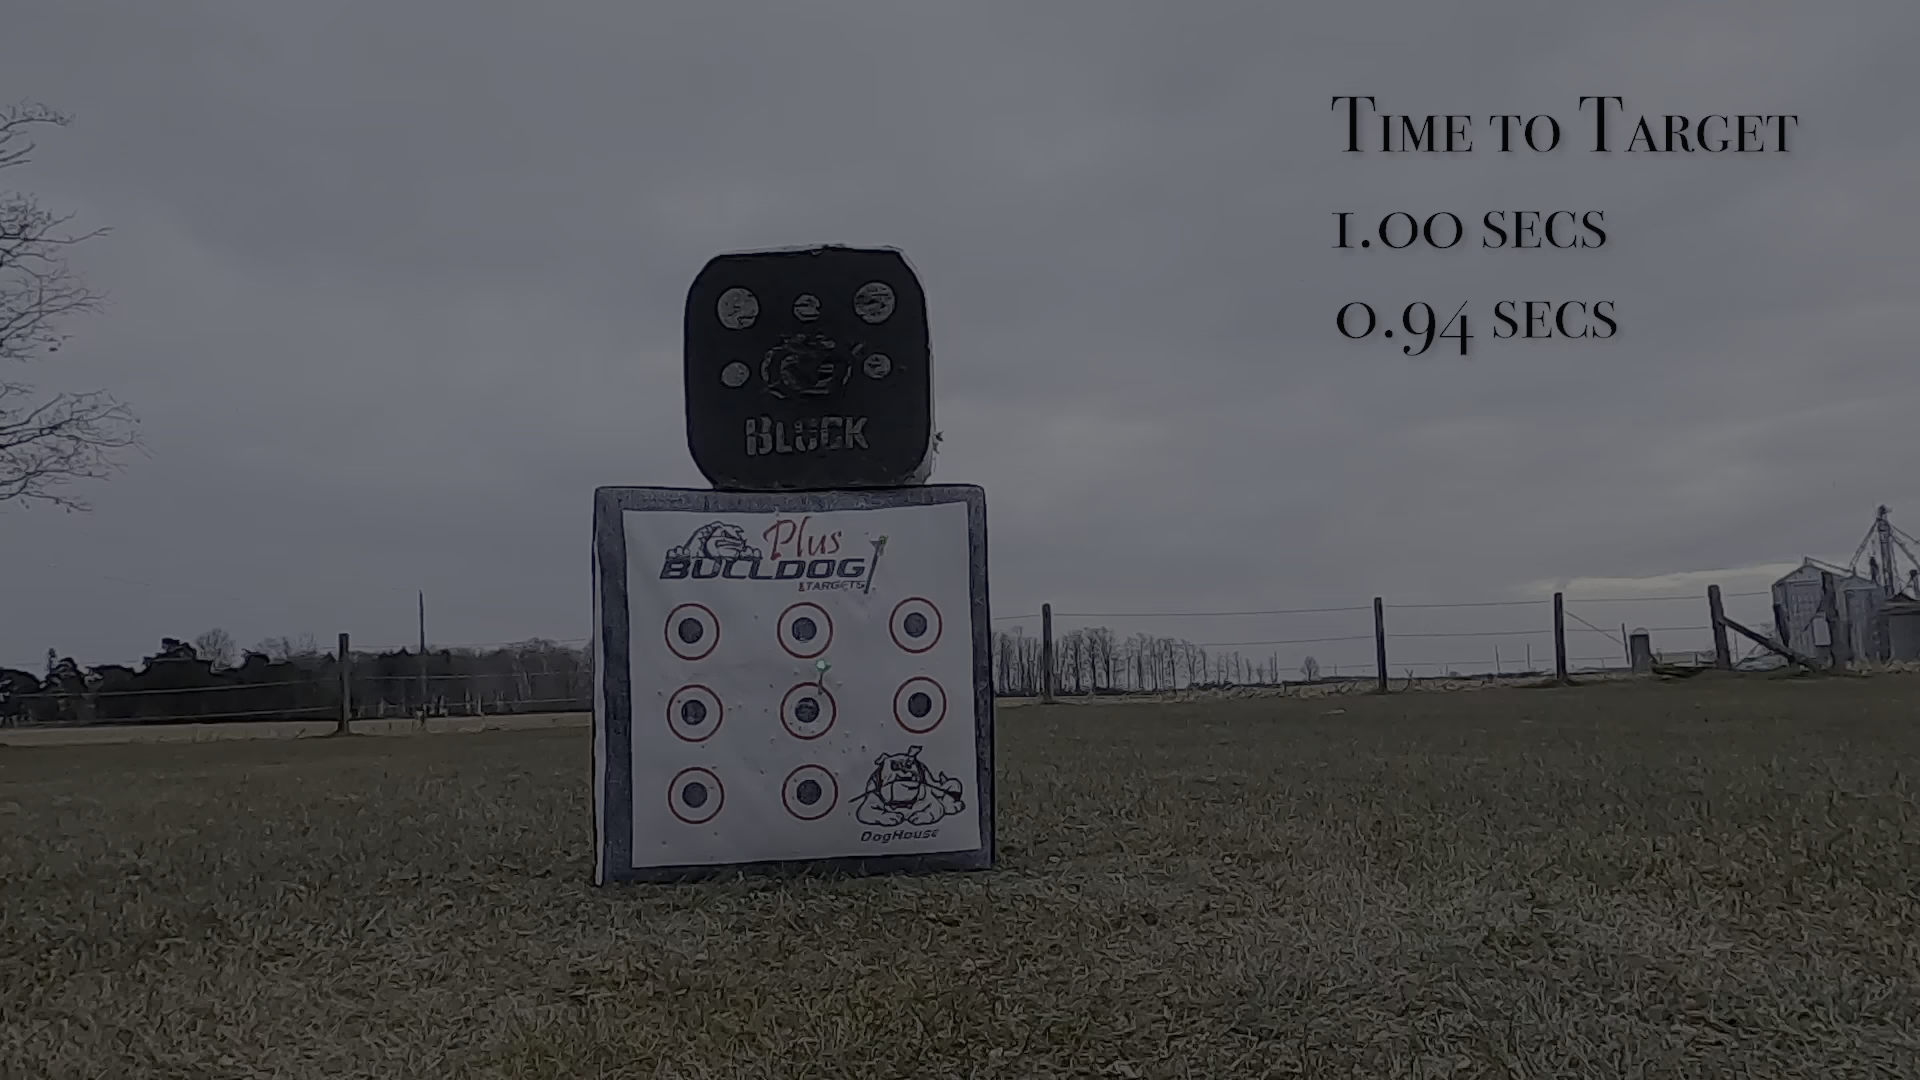 Time to Target
1.00 secs
0.94 secs
Block
Plus
BULLDOG
TARGETS
DogHouse